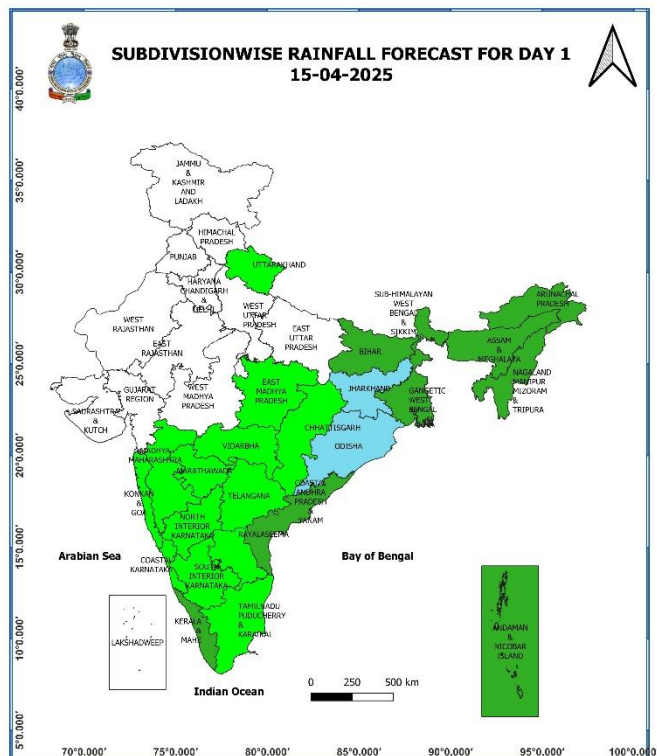 SUBDIVISIONWISE RAINFALL FORECAST FOR DAY 1
15-04-2025
40°0.000'
35°0.000'
30°0.000'
25°0.000'
20°0.000'
15°0.000'
10°0.000'
5°0.000'
JAMMU
&
KASHMIR
AND
LADAKH
HIMACHAL
PRADESH
PUNJAB
UTTARAKHAND
HARYANA
CHANDIGARH
&
DELHI
WEST
UTTAR
PRADESH
EAST
UTTAR
PRADESH
WEST
RAJASTHAN
EAST
RAJASTHAN
SUB-HIMALAYAN
WEST
BENGAL
&
SIKKIM
ARUNACHAL
PRADESH
ASSAM
&
MEGHALAYA
NAGALAND
MANIPUR
MIZORAM
&
TRIPURA
BIHAR
JHARKHAND
GANGETIC
WEST
BENGAL
GUJARAT
REGION
SAURASHTRA
&
KUTCH
WEST
MADHYA
PRADESH
EAST
MADHYA
PRADESH
CHHATTISGARH
ODISHA
VIDARBHA
MADHYA
MAHARASHTRA
MARATHAWADA
KONKAN
&
GOA
TELANGANA
COASTAL
ANDHRA
PRADESH
&
YANAM
NORTH
INTERIOR
KARNATAKA
RAYALASEEMA
COASTAL
KARNATAKA
SOUTH
INTERIOR
KARNATAKA
TAMILNADU
PUDUCHERRY
&
KARAIKAL
KERALA
&
MAHE
LAKSHADWEEP
ANDAMAN
&
NICOBAR
ISLAND
Arabian Sea
Bay of Bengal
Indian Ocean
0 250 500 km
70°0.000' 75°0.000' 80°0.000' 85°0.000' 90°0.000' 95°0.000' 100°0.000'